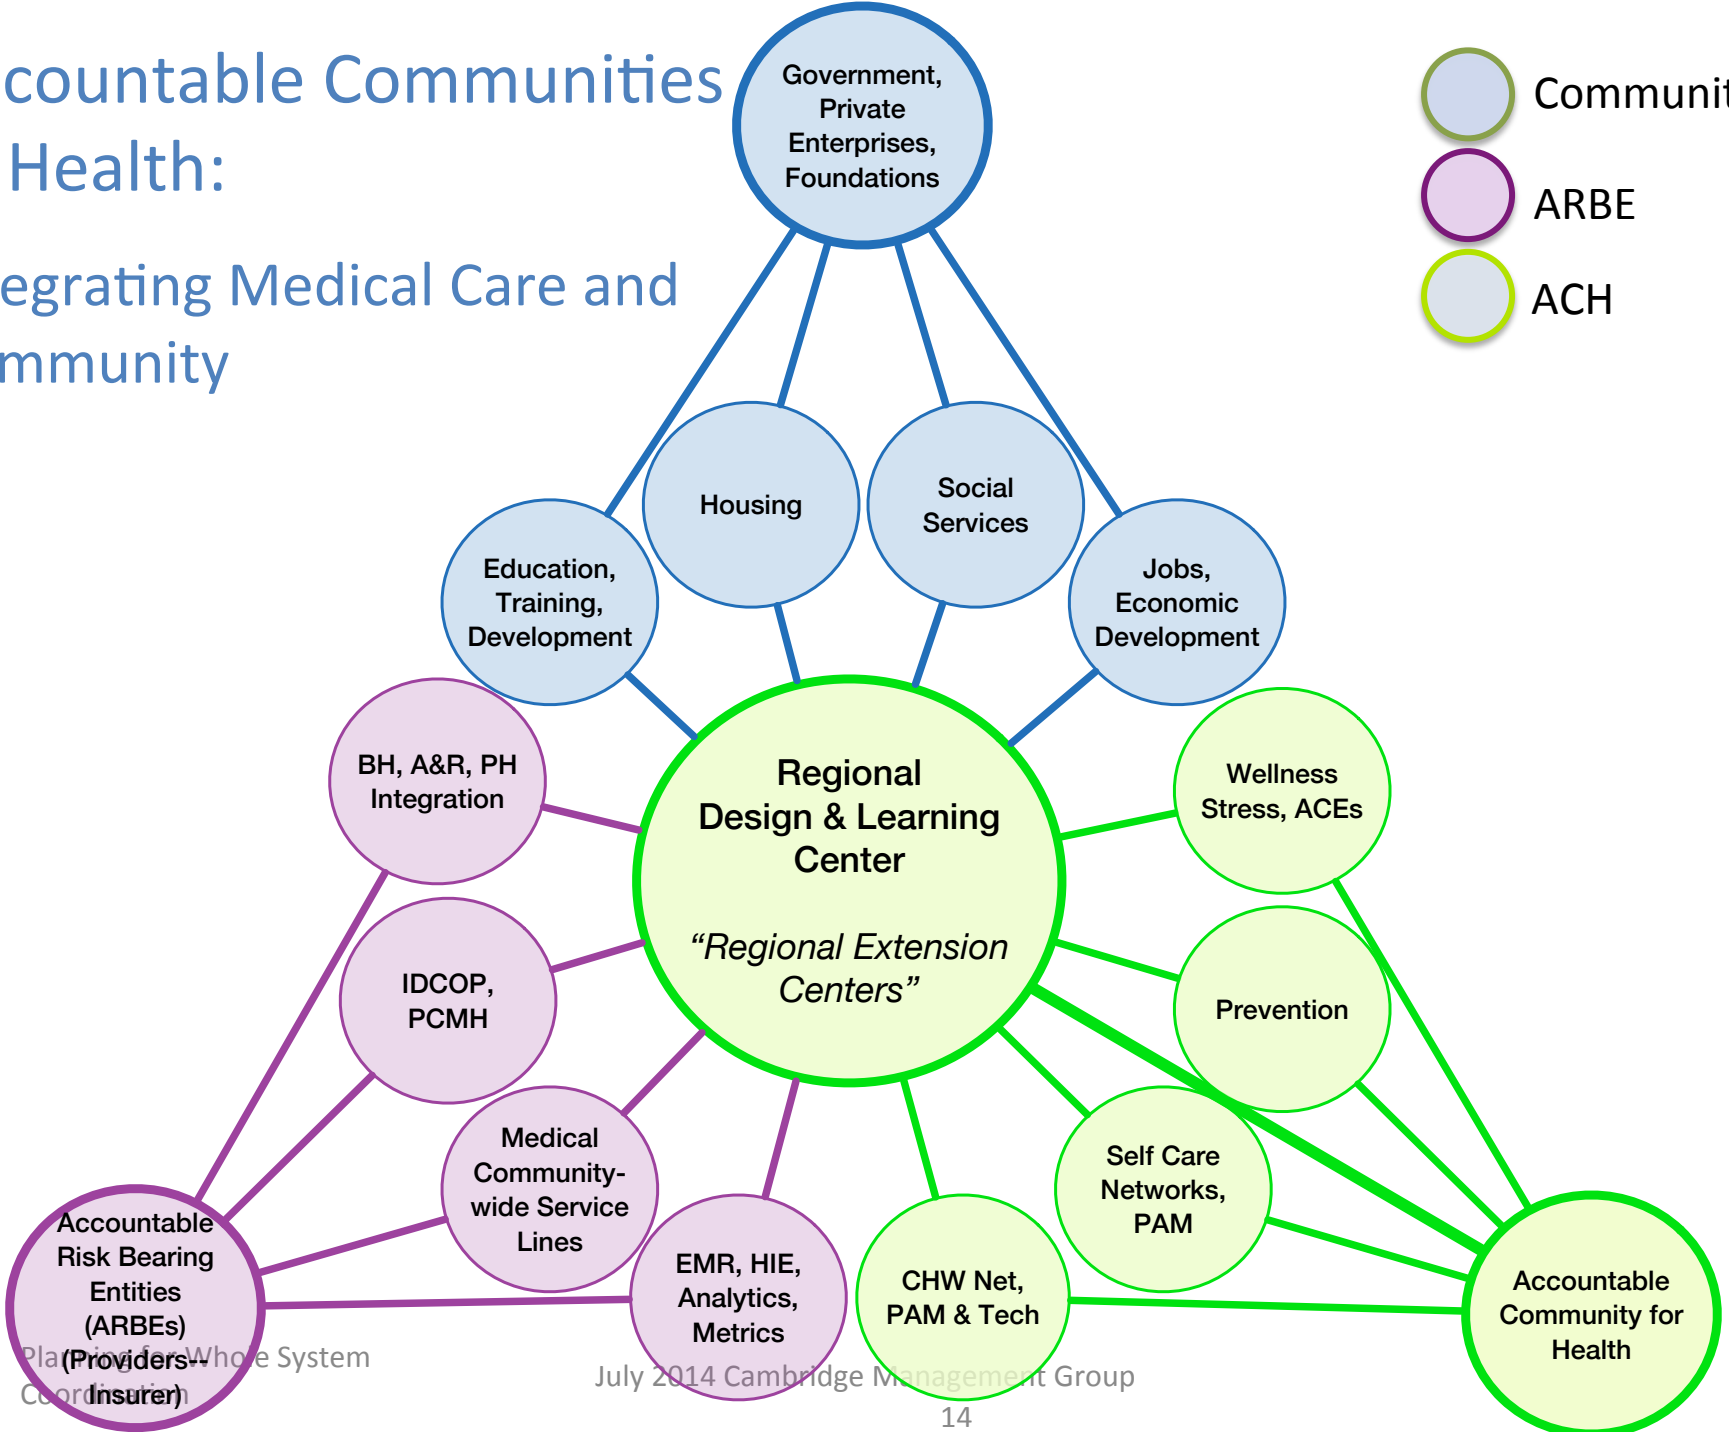 countable Communities
Health:
egrating Medical Care and
mmunity
Government,
Private
Enterprises,
Foundations
Communit
ARBE
ACH
Housing
Social
Services
Education,
Training,
Development
Jobs,
Economic
Development
BH, A&R, PH
Integration
Regional
Design & Learning
Center
“Regional Extension
Centers”
Wellness
Stress, ACEs
IDCOP,
PCMH
Prevention
Medical
Community-
wide Service
Lines
Self Care
Networks,
PAM
Accountable
Risk Bearing
Entities
(ARBEs)
(Providers--
Insurer)
EMR, HIE,
Analytics,
Metrics
CHW Net,
PAM & Tech
Accountable
Community for
Health
Planning for Whole System
Coordination
July 2014 Cambridge Management Group
14